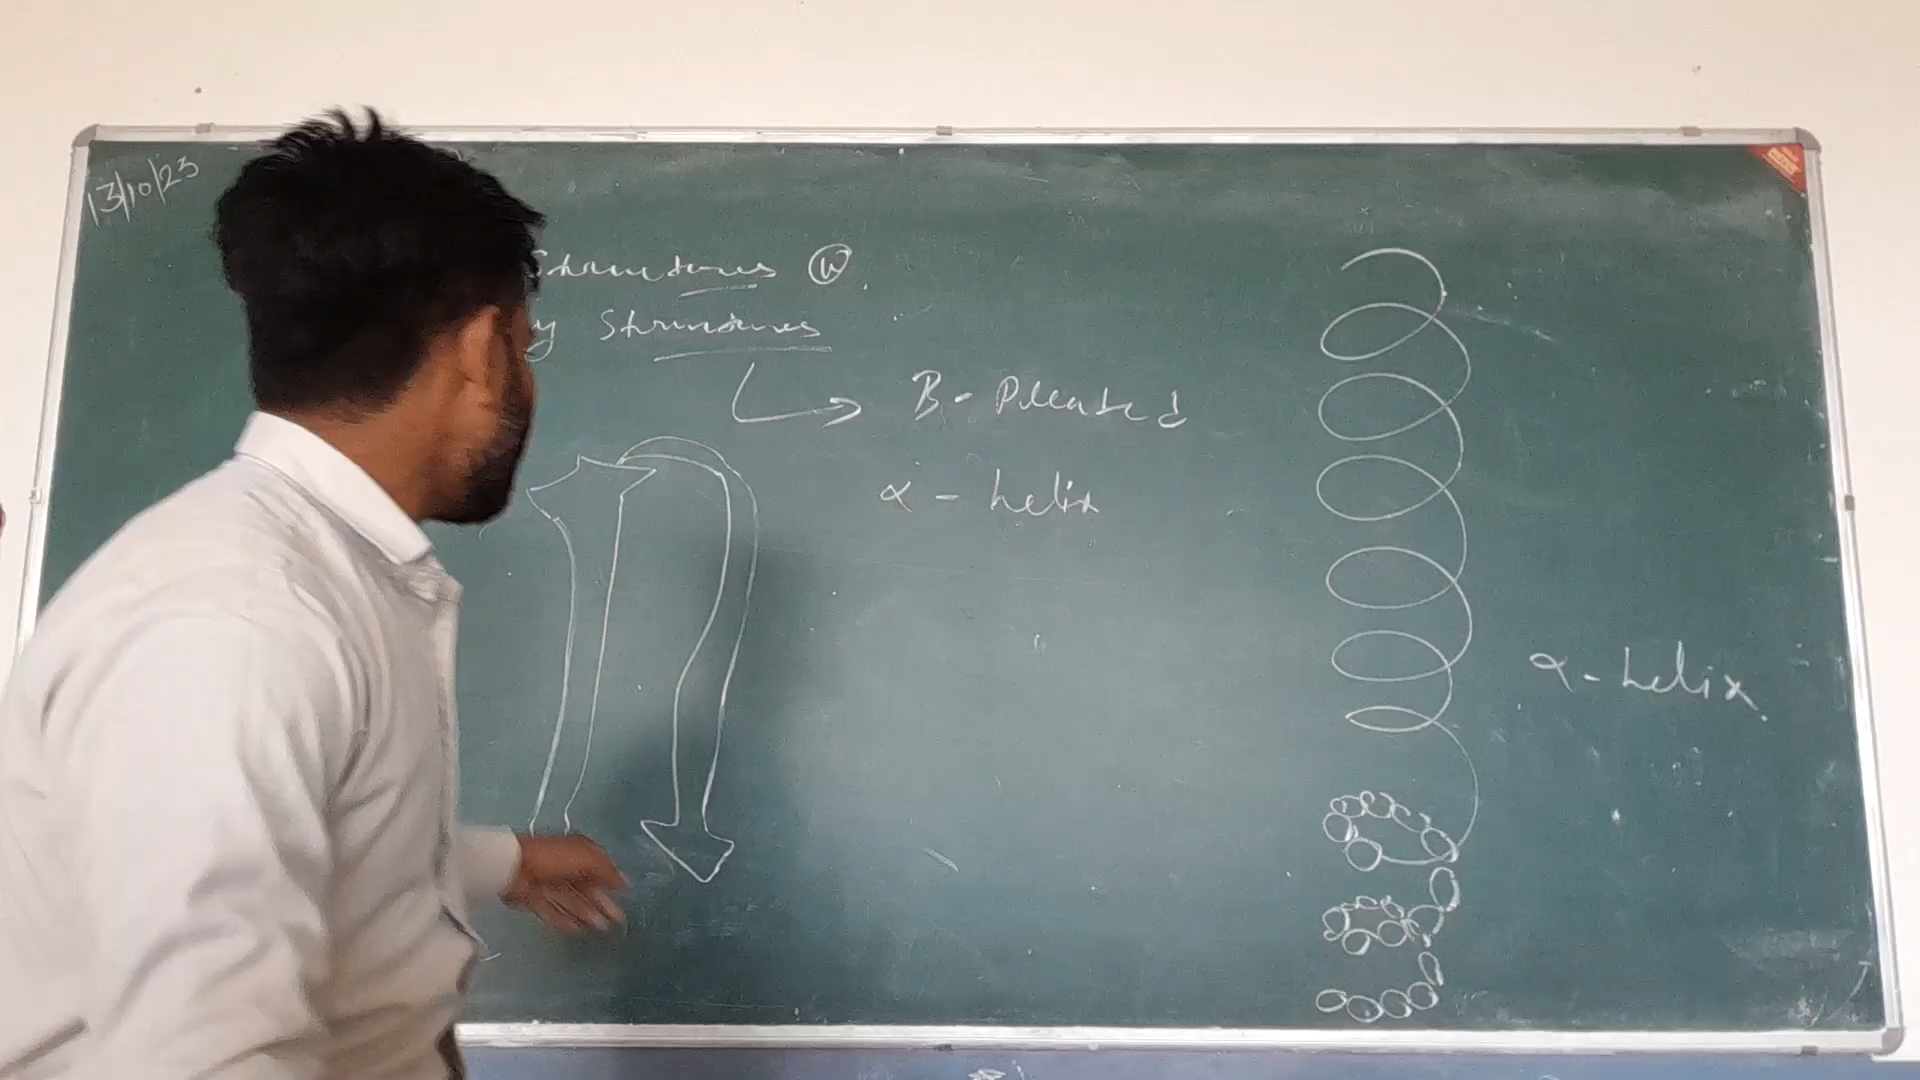 13/10/23
Structures
y Structures
B - Pleated
α - helix
α - helix